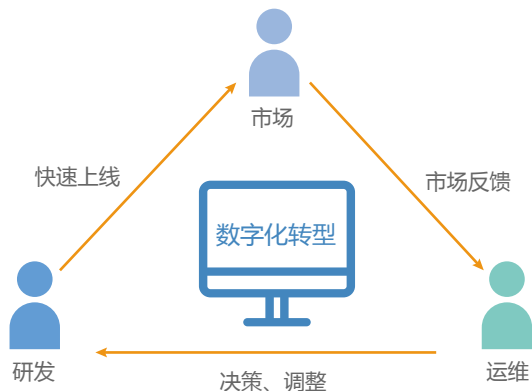 市场
快速上线
市场反馈
数字化转型
研发
运维
决策、调整